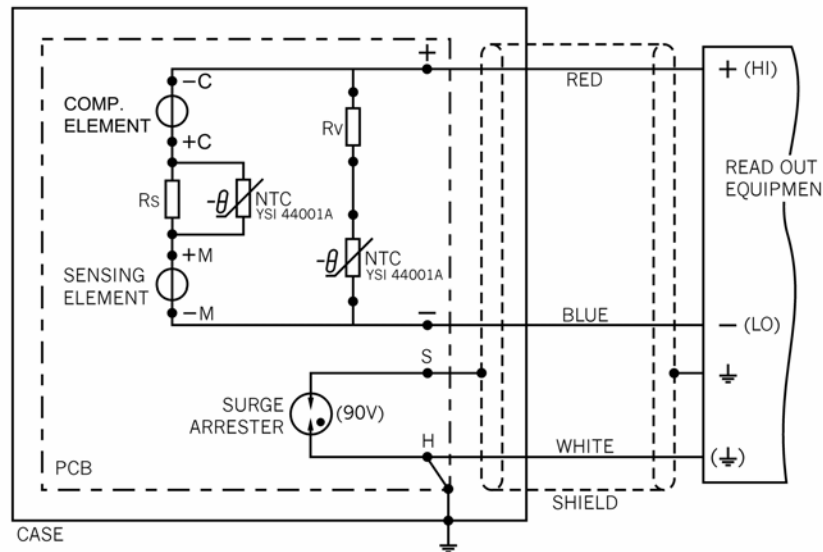 +
RED
+ (HI)
−C
COMP.
ELEMENT
+C
Rv
READ OUT
EQUIPMEN
Rs
-θ NTC
YSI 44001A
+M
-θ NTC
YSI 44001A
SENSING
ELEMENT
−M
−
BLUE
− (LO)
S
SURGE
ARRESTER
(90V)
H
WHITE
(⏚)
PCB
SHIELD
CASE